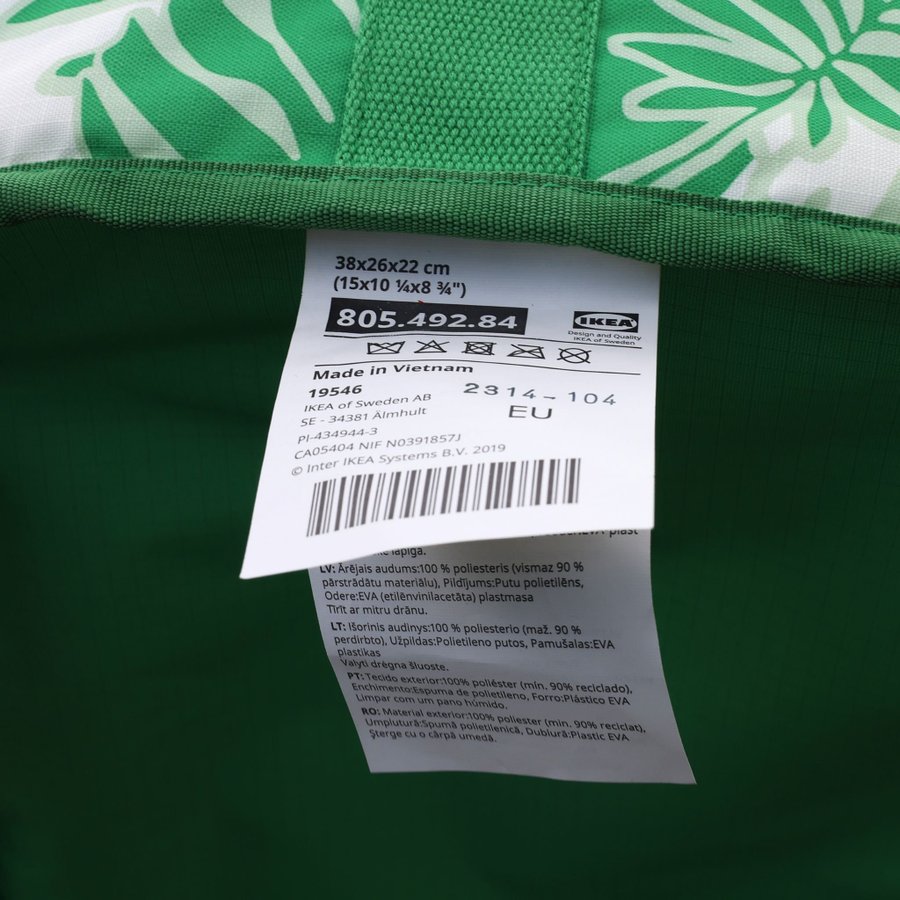 38x26x22 cm
(15x10 ¼x8 ¾")
805.492.84
IKEA
Design and Quality
IKEA of Sweden
Made in Vietnam
19546
2314-104
EU
IKEA of Sweden AB
SE - 34381 Älmhult
PI-434944-3
CA05404 NIF N0391857J
© Inter IKEA Systems B.V. 2019
lapiga.
LV: Ārējais audums:100 % poliesteris (vismaz 90 %
pārstrādātu materiālu), Pildījums:Putu polietilēns,
Odere:EVA (etilēnvinilacetāta) plastmasa
Tīrīt ar mitru drānu.
LT: Išorinis audinys:100 % poliesterio (maž. 90 %
perdirbto), Užpildas:Polietileno putos, Pamušalas:EVA
plastikas
Valyti drėgna šluoste.
PT: Tecido exterior:100% poliéster (mín. 90% reciclado),
Enchimento:Espuma de polietileno, Forro:Plástico EVA
Limpar com um pano húmido.
RO: Material exterior:100% poliester (min. 90% reciclat),
Umplutură:Spumă polietilenică, Dublură:Plastic EVA
Şterge cu o cârpă umedă.